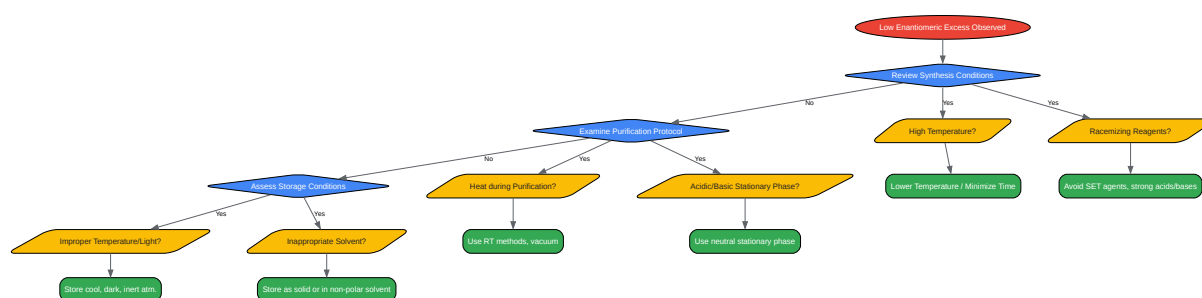 Low Enantiomeric Excess Observed
Review Synthesis Conditions
No
Yes
Yes
Examine Purification Protocol
High Temperature?
Racemizing Reagents?
No
Yes
Yes
Assess Storage Conditions
Heat during Purification?
Acidic/Basic Stationary Phase?
Lower Temperature / Minimize Time
Avoid SET agents, strong acids/bases
Yes
Yes
Improper Temperature/Light?
Inappropriate Solvent?
Use RT methods, vacuum
Use neutral stationary phase
Store cool, dark, inert atm.
Store as solid or in non-polar solvent